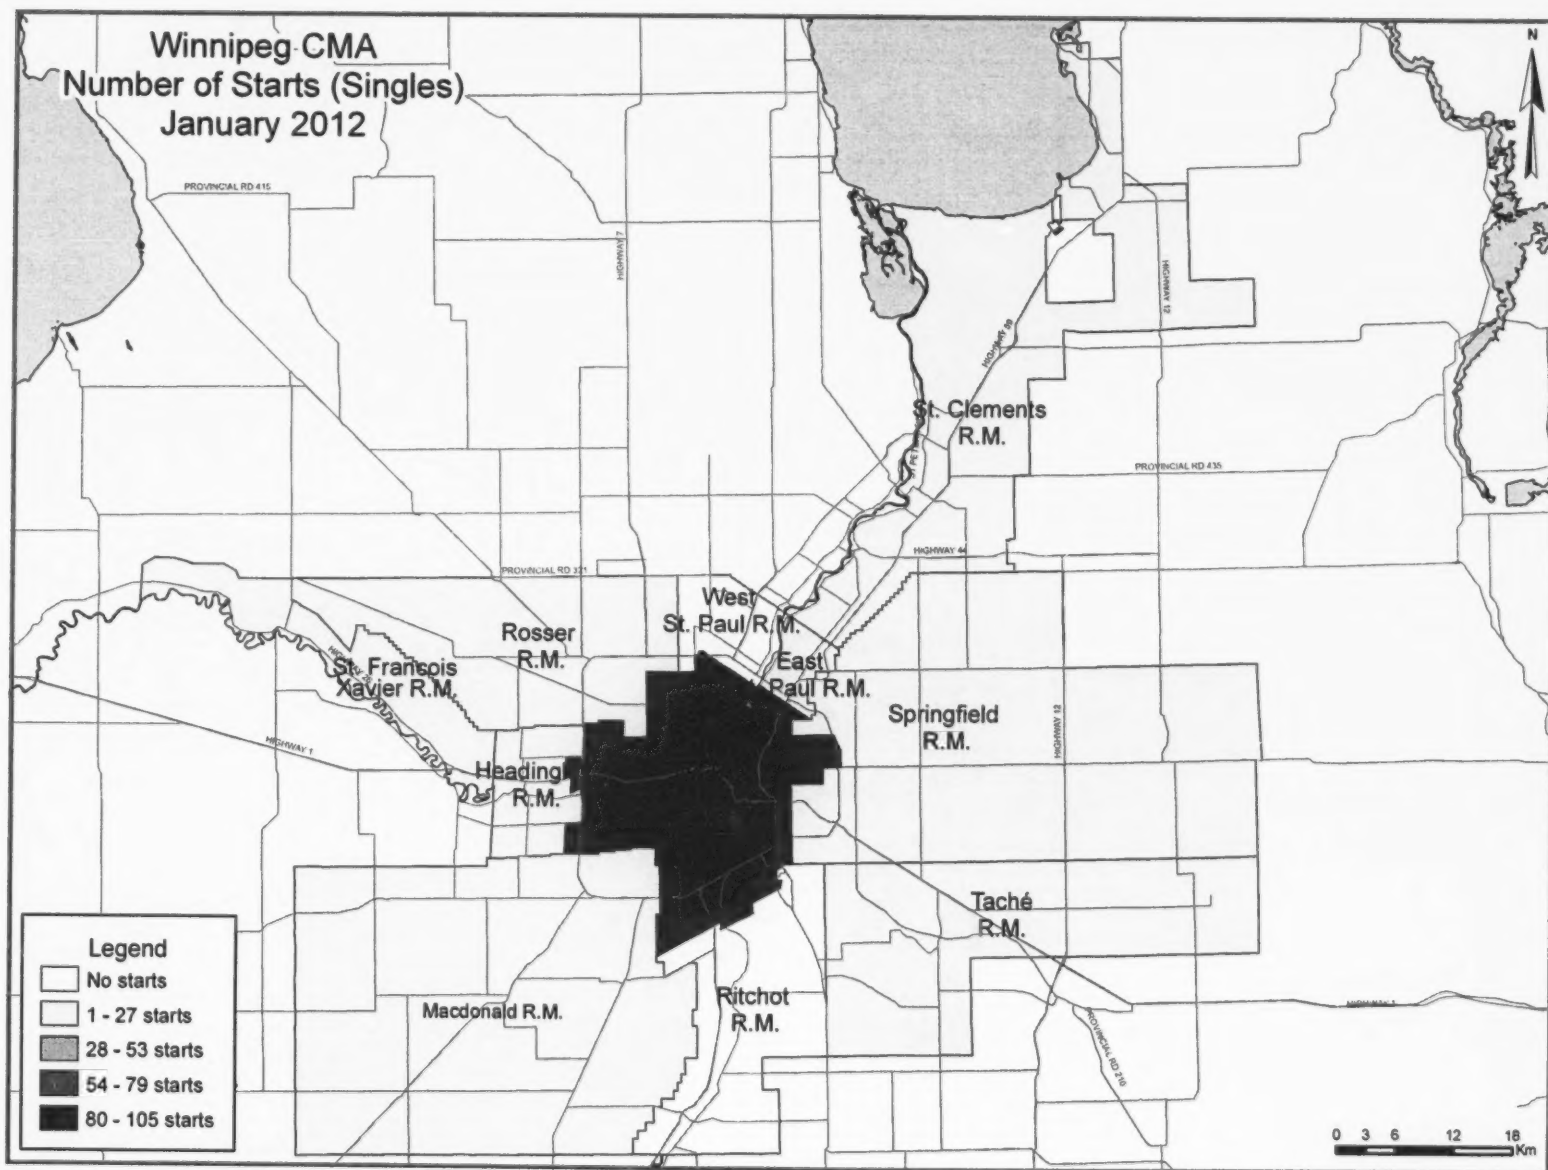 Winnipeg CMA
Number of Starts (Singles)
January 2012
N
PROVINCIAL RD 415
HIGHWAY 7
HIGHWAY 12
HIGHWAY 59
St. Clements
R.M.
PROVINCIAL RD 435
HIGHWAY 44
PROVINCIAL RD 321
West
St. Paul R.M.
Rosser
R.M.
St. Francois
Xavier R.M.
East
Paul R.M.
Springfield
R.M.
HIGHWAY 12
HIGHWAY 1
Heading
R.M.
Taché
R.M.
Legend
No starts
1 - 27 starts
28 - 53 starts
54 - 79 starts
80 - 105 starts
Macdonald R.M.
Ritchot
R.M.
HIGHWAY 1
PROVINCIAL RD 210
0 3 6 12 18
Km